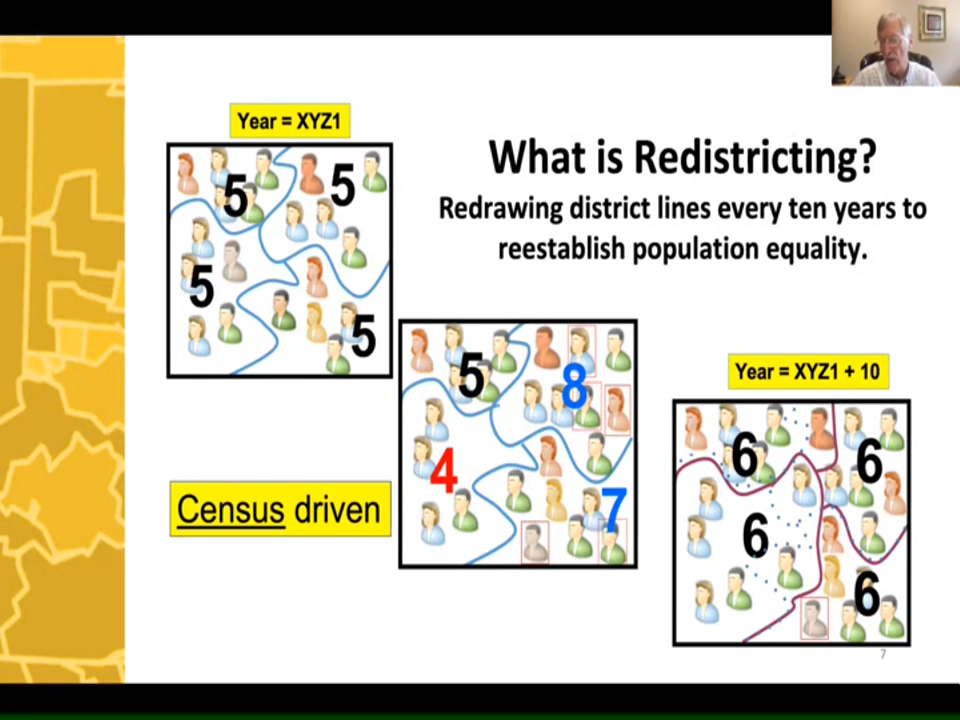 Year = XYZ1
5
5
5
5
What is Redistricting?
Redrawing district lines every ten years to
reestablish population equality.
5
8
4
7
Census driven
Year = XYZ1 + 10
6
6
6
6
7